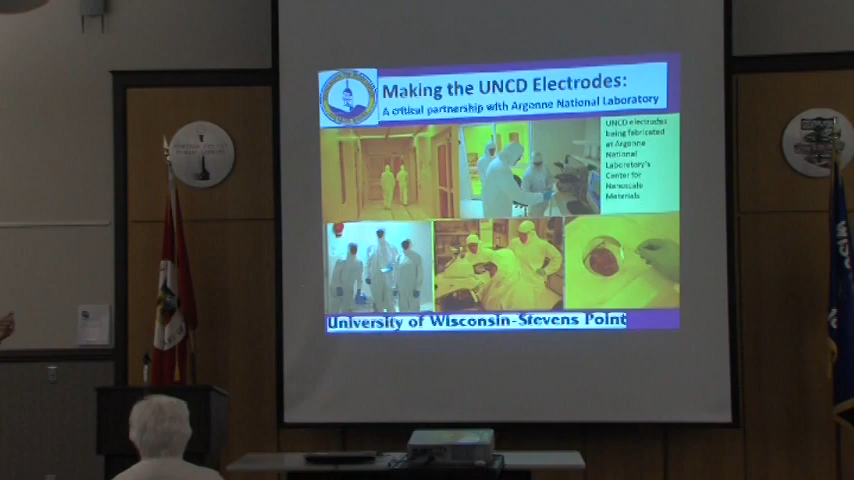 Making the UNCD Electrodes:
A critical partnership with Argonne National Laboratory
UNCD electrodes
being fabricated
at Argonne
National
Laboratory's
Center for
Nanoscale
Materials
University of Wisconsin-Stevens Point